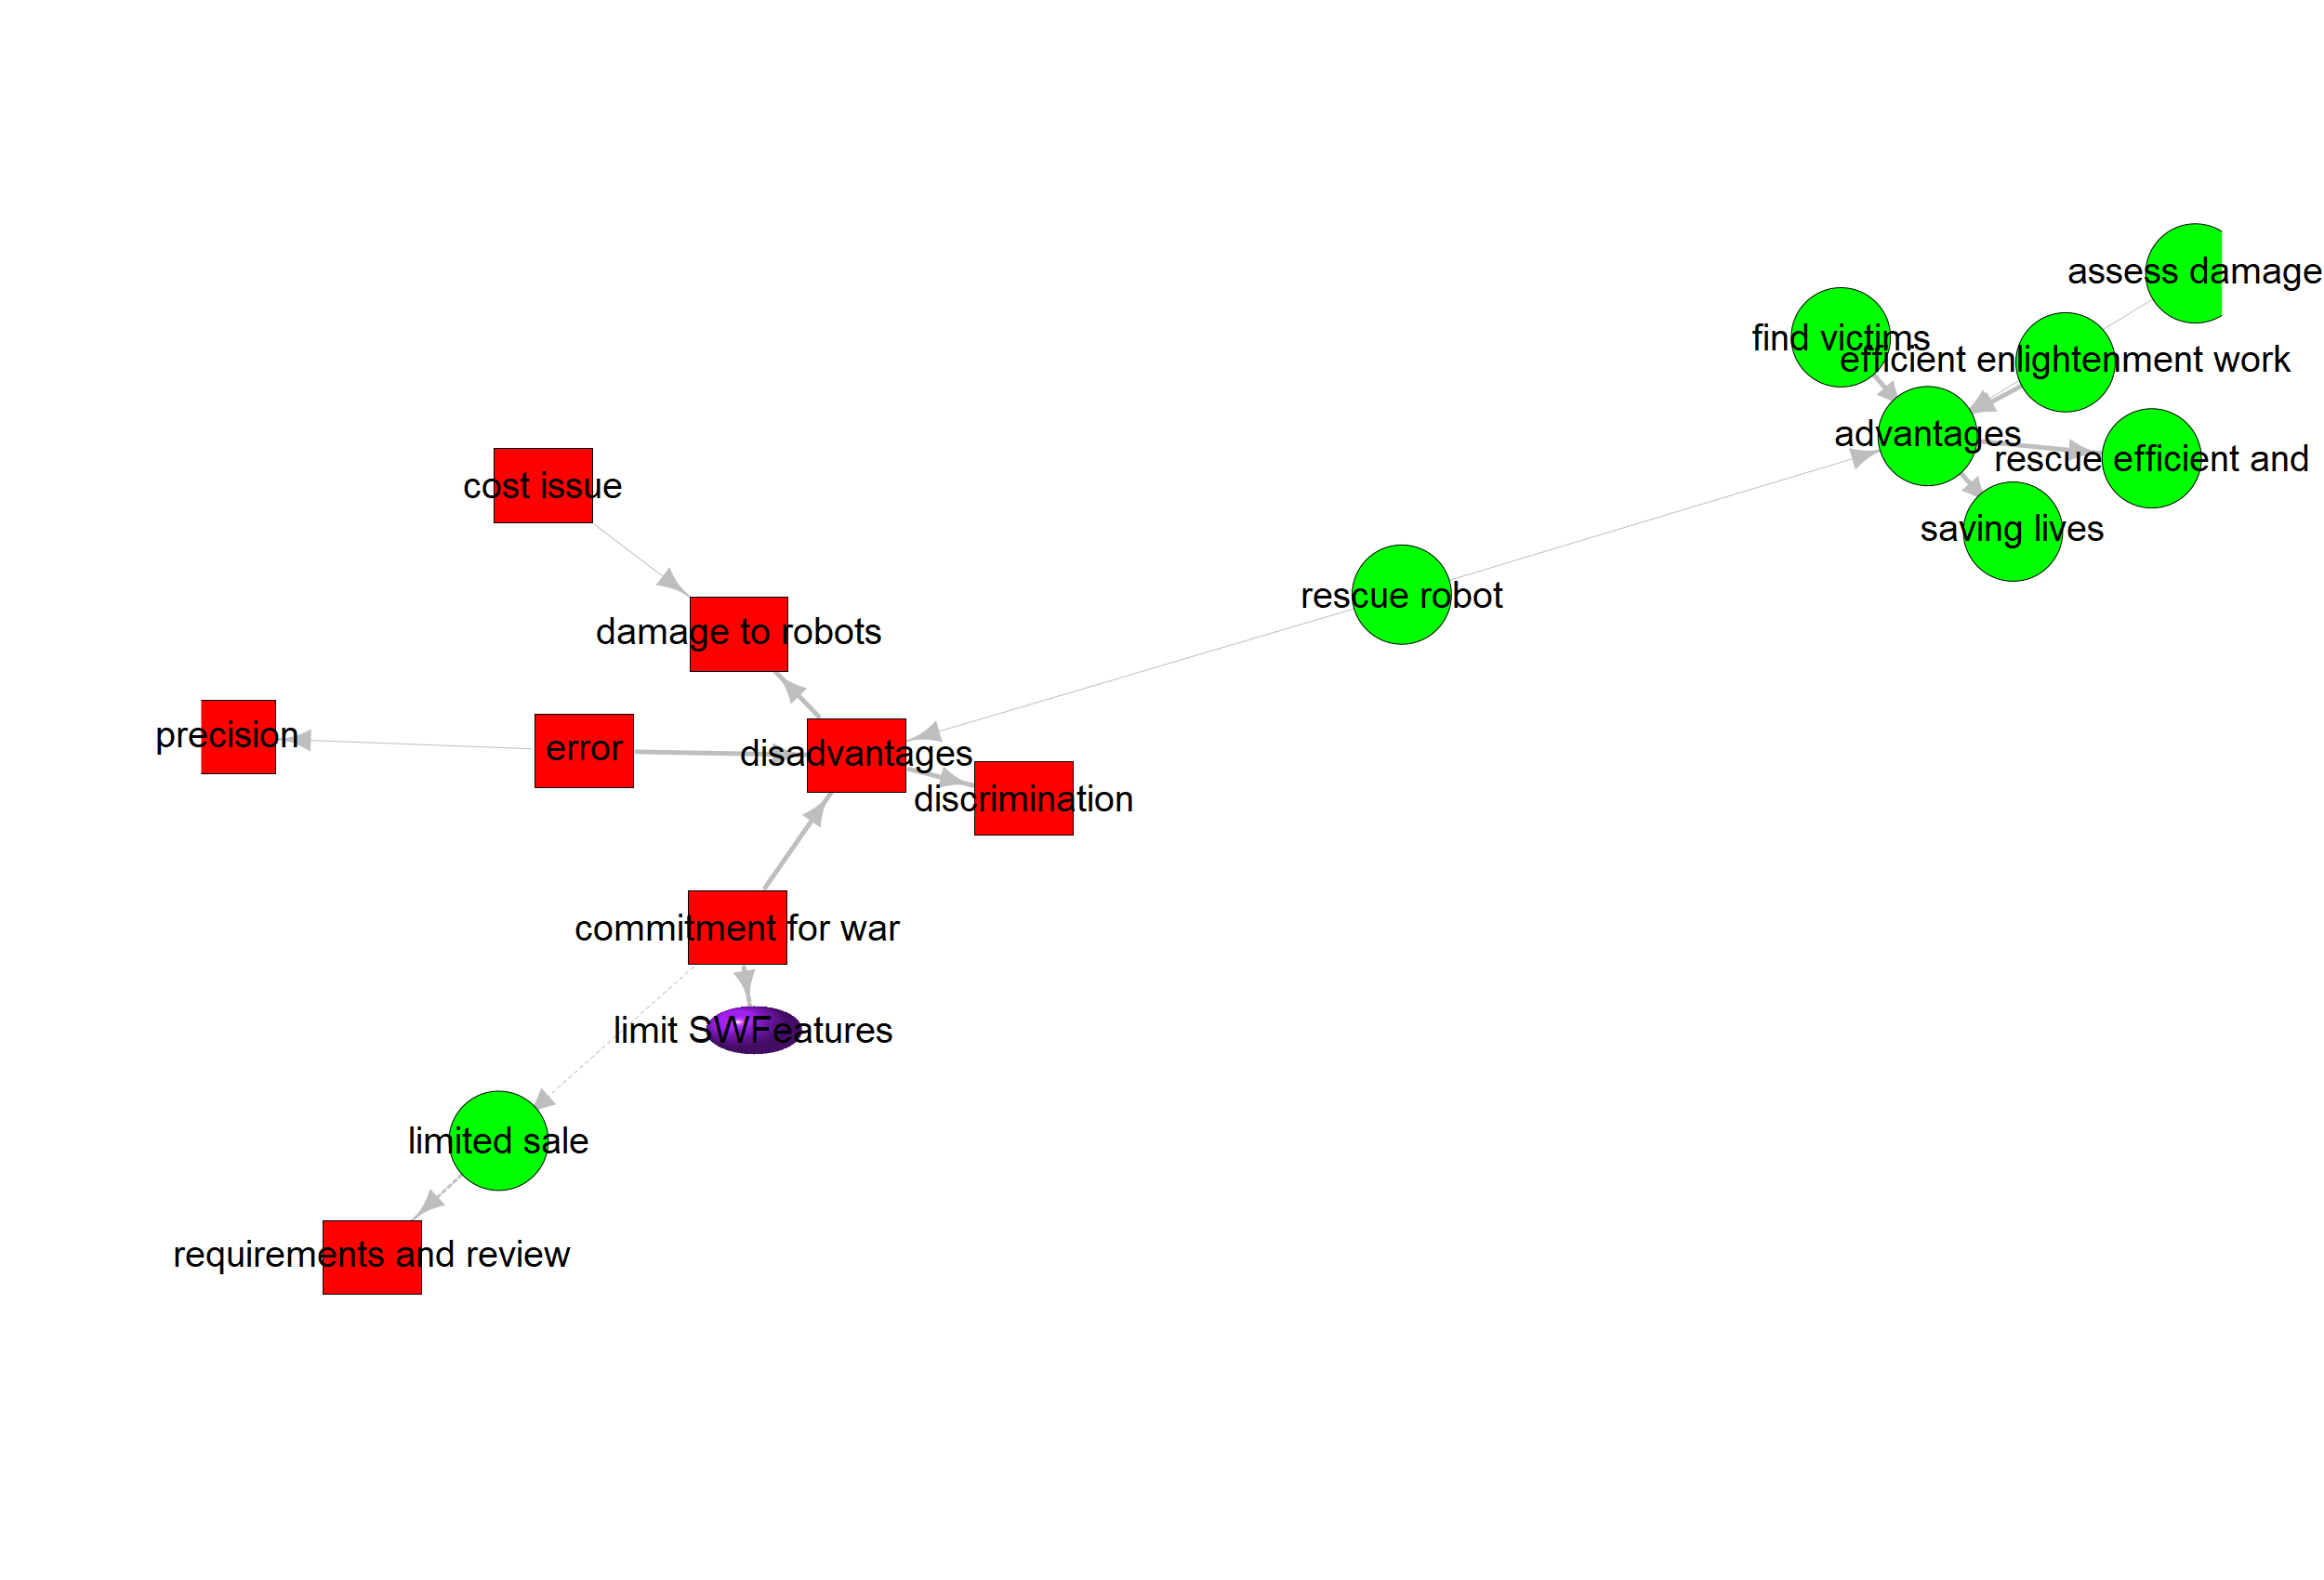 assess damage
find victims
efficient enlightenment work
advantages
rescue efficient and
cost issue
saving lives
rescue robot
damage to robots
precision
error
disadvantages
discrimination
commitment for war
limit SWFeatures
limited sale
requirements and review